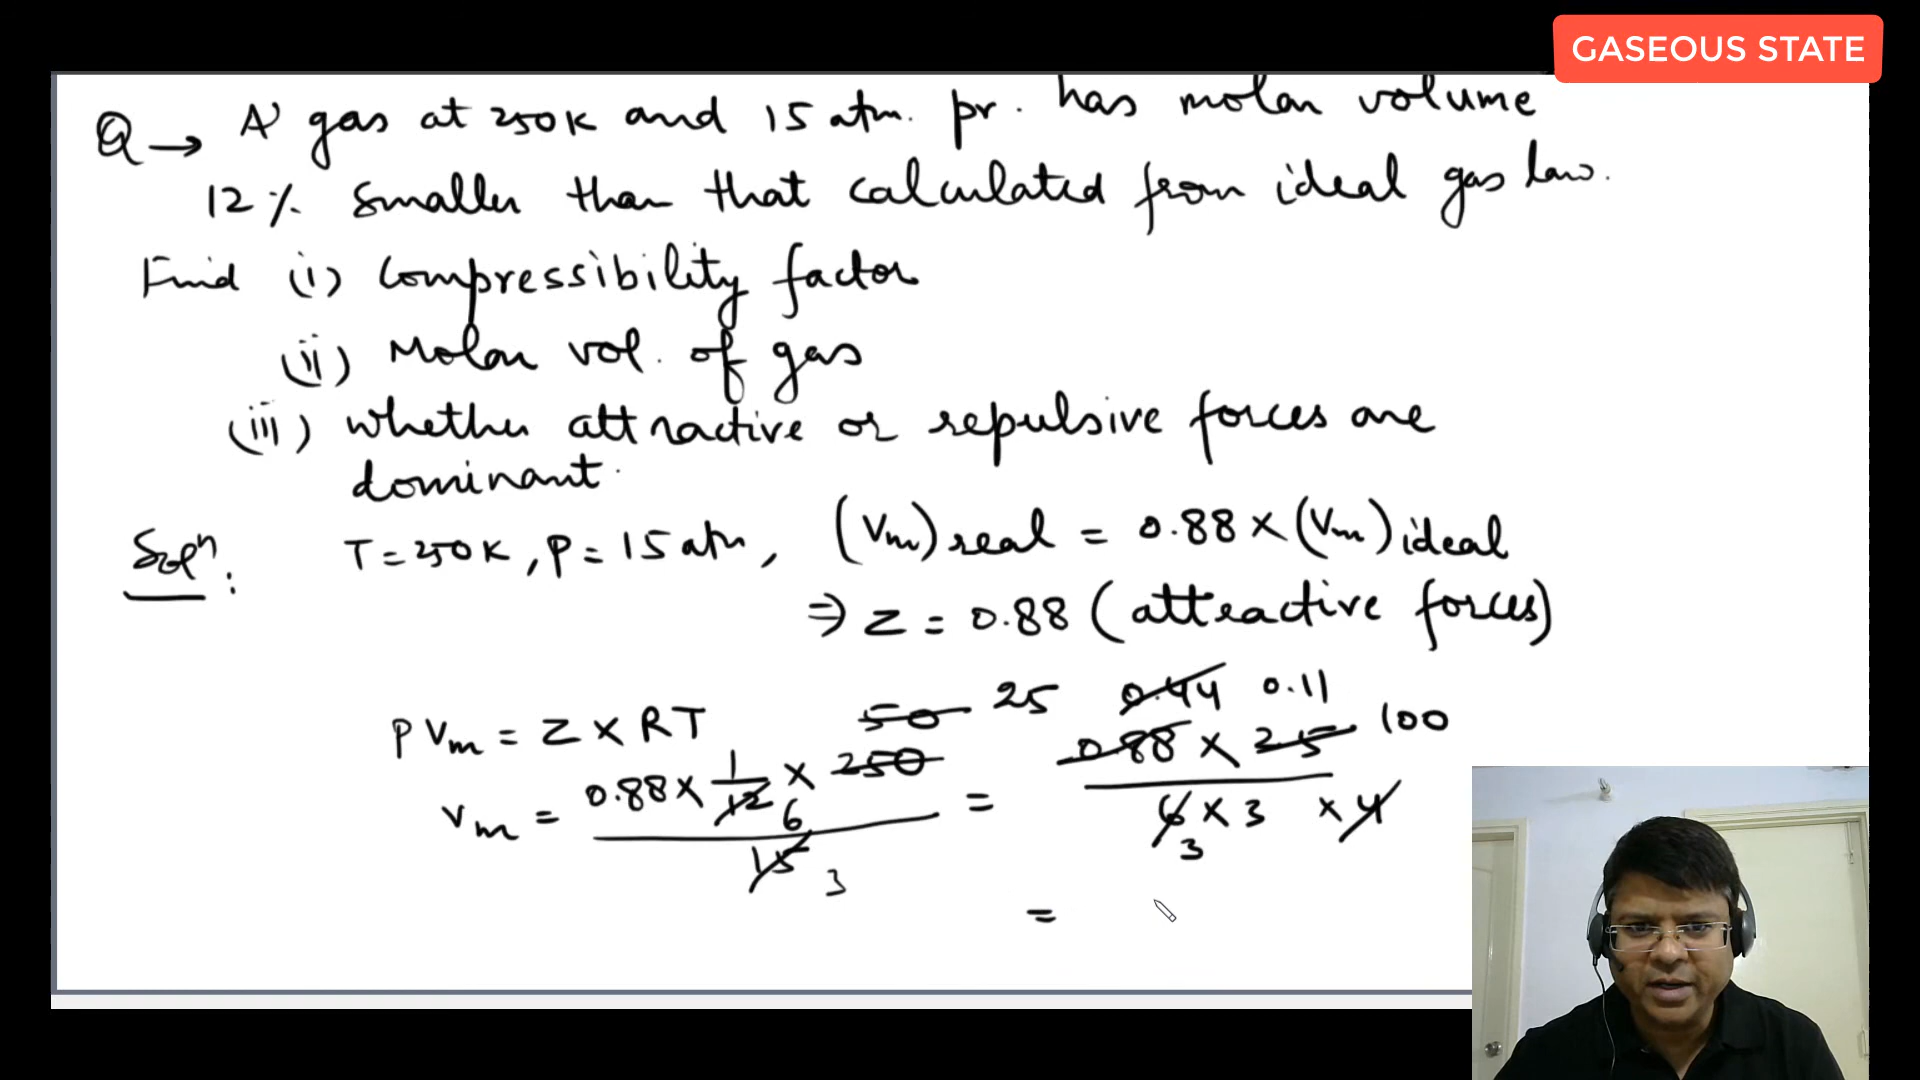 GASEOUS STATE
Q → A gas at 250K and 15 atm. pr. has molar volume
12% smaller than that calculated from ideal gas law.
Find (i) compressibility factor
(ii) Molar vol. of gas
(iii) whether attractive or repulsive forces are
dominant.
Solⁿ: T = 250K, P = 15 atm, (Vm) real = 0.88 × (Vm) ideal
⇒ Z = 0.88 (attractive forces)
PVm = Z × RT
50 25 0.44 0.11
Vm = 0.88 × 1/12 6 × 250 / 15 3 = 0.88 × 25 100 / 6 3 × 3 × 4
=